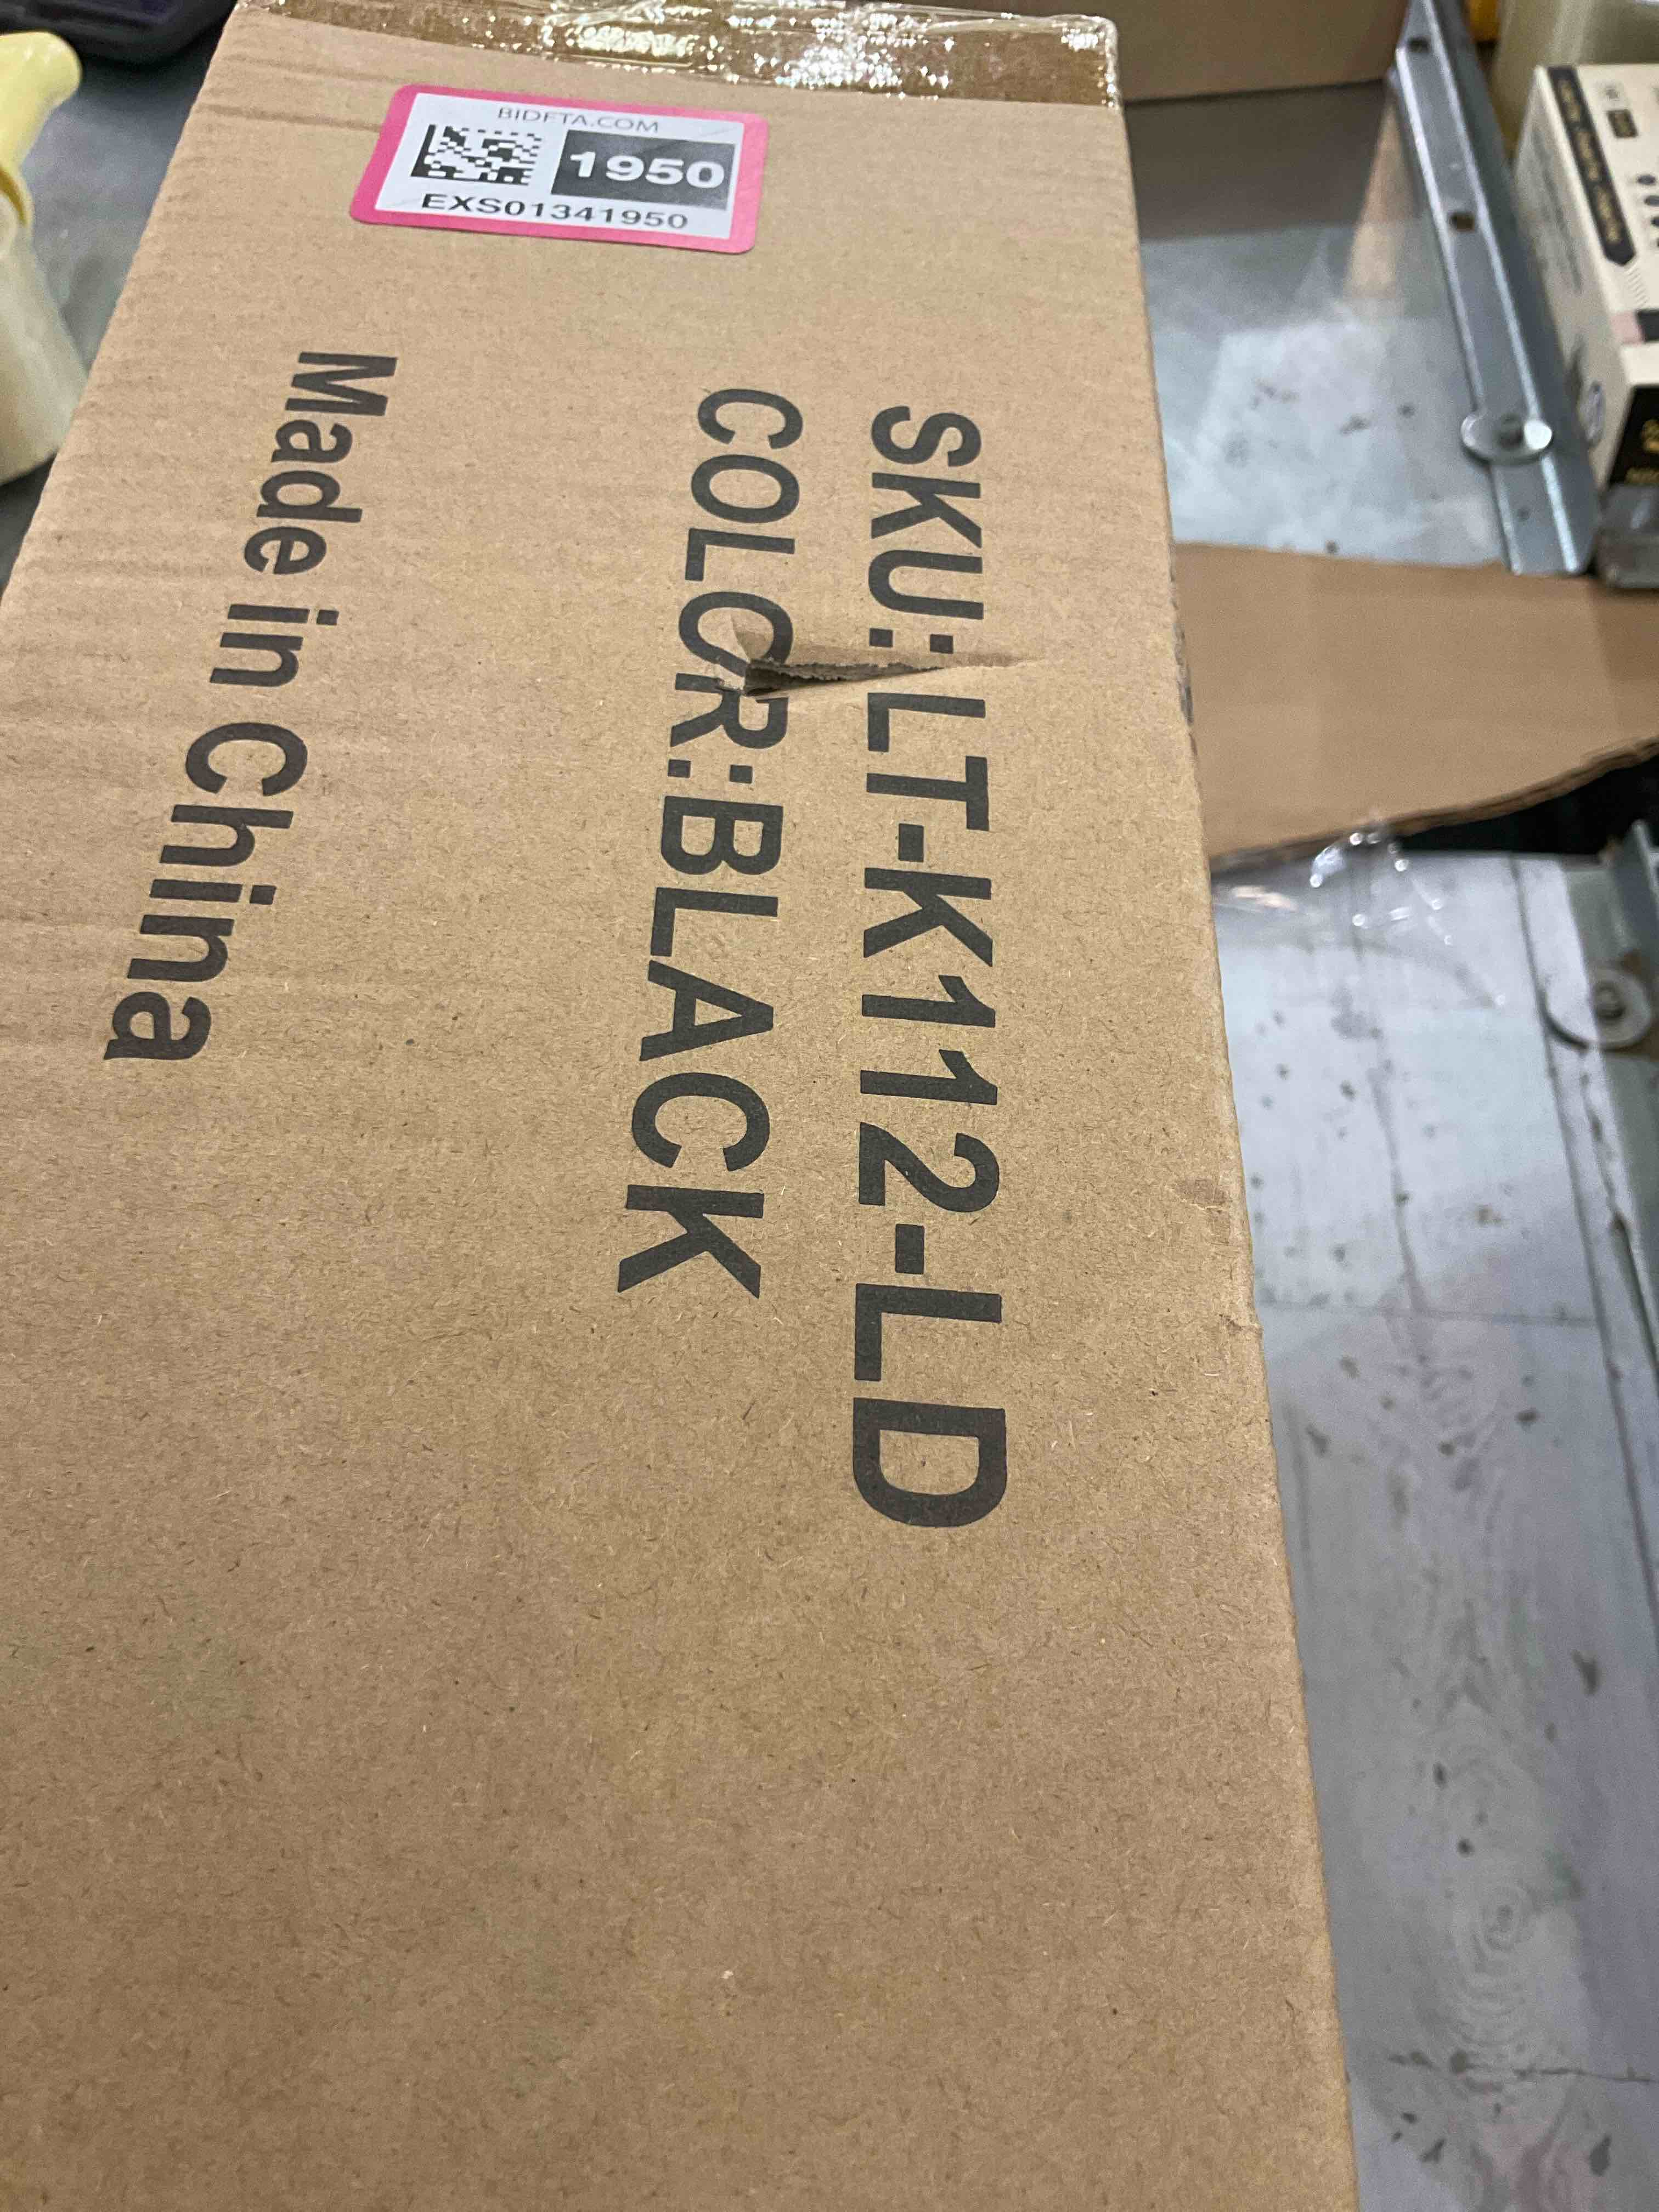 BIDFTA.COM
1950
EXS01341950
SKU:LT-K112-LD
COLOR:BLACK
Made in China